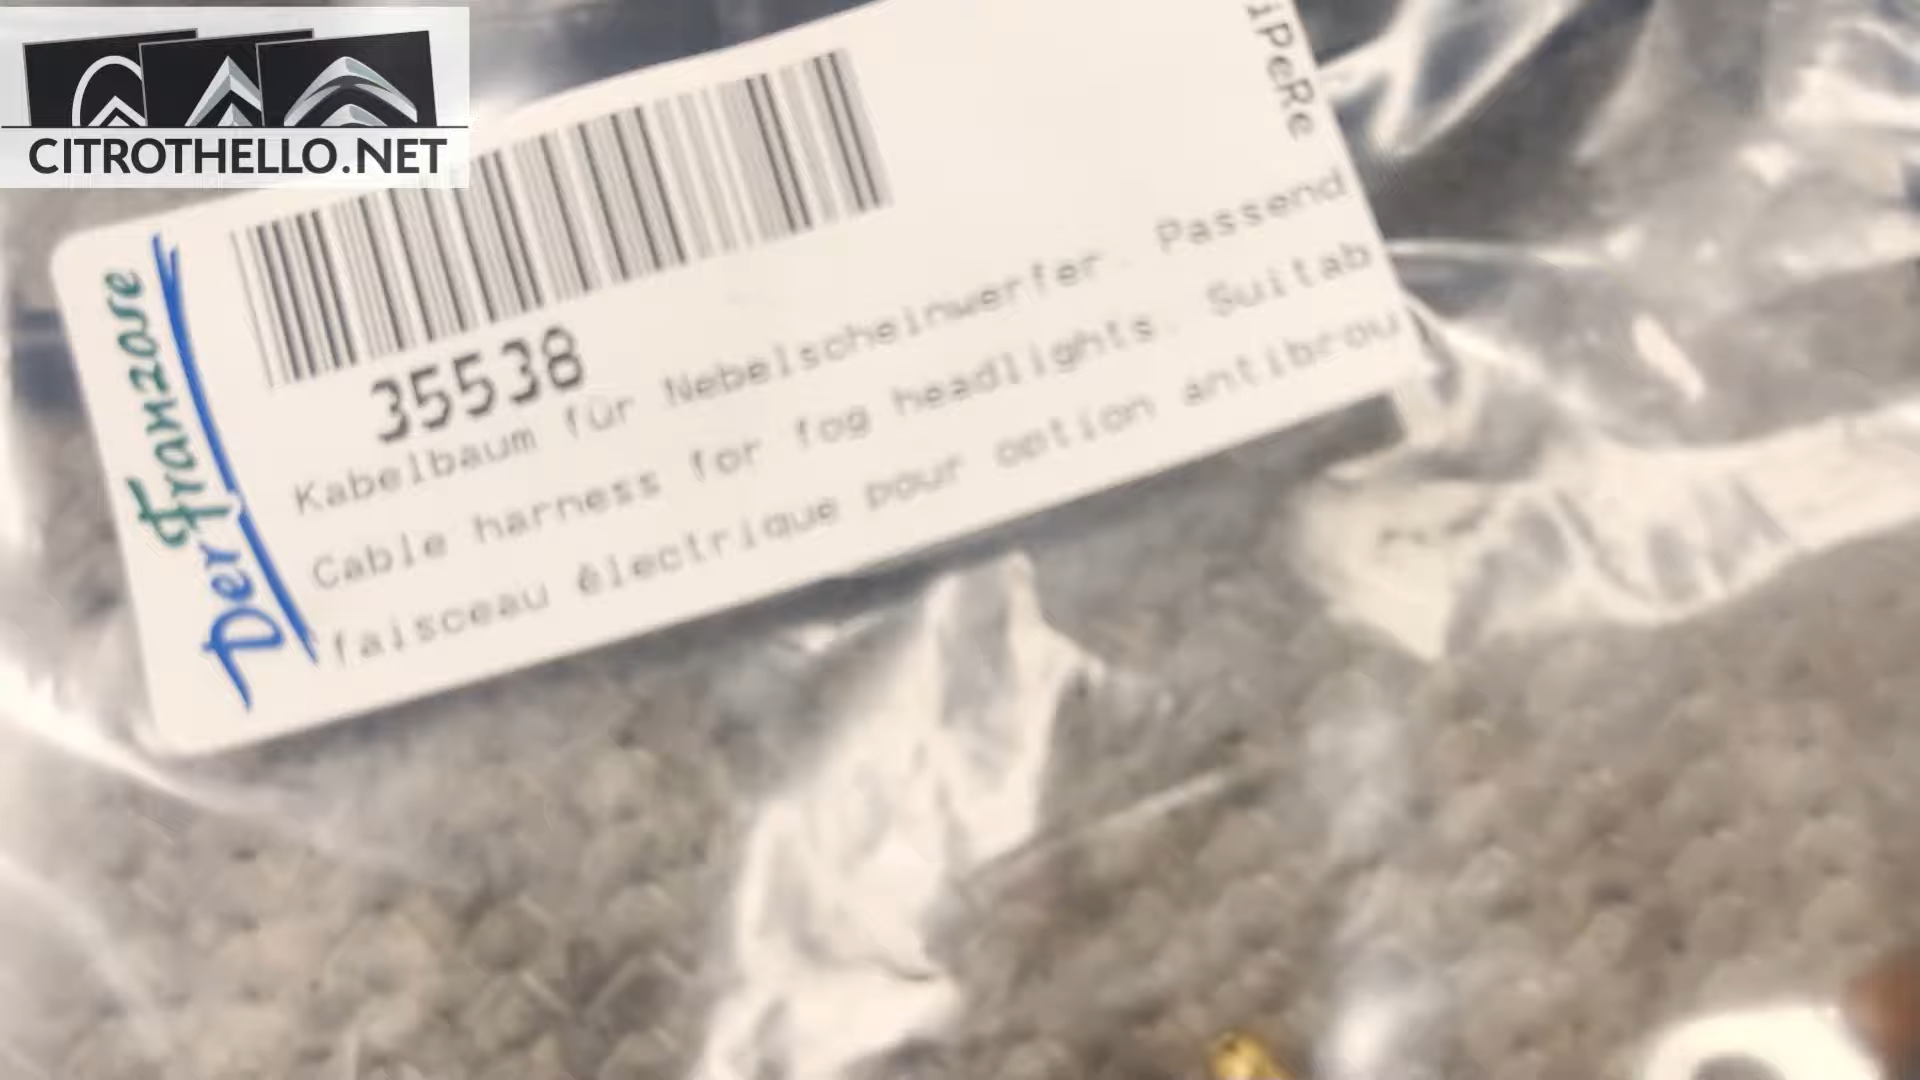 CITROTHELLO.NET
Der Franzose
iPeRe
35538
Kabelbaum für Nebelscheinwerfer. Passend
Cable harness for fog headlights. Suitab
faisceau électrique pour option antibrou